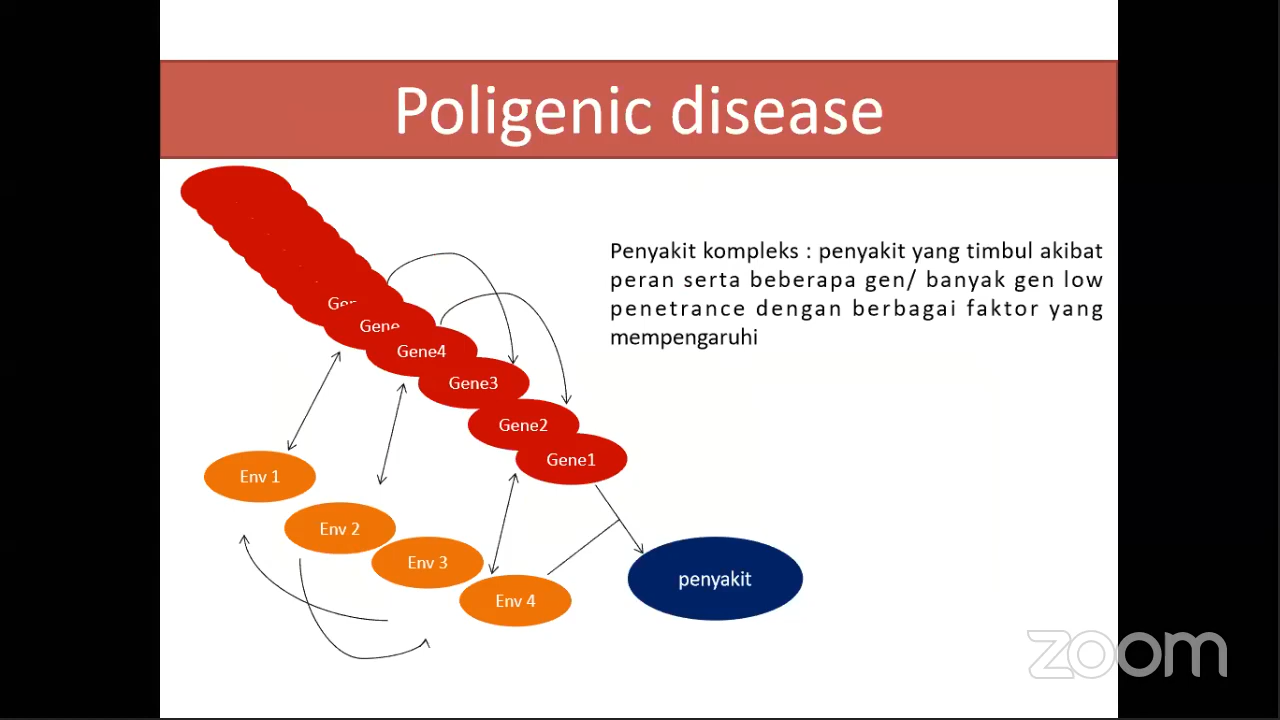 Poligenic disease
Penyakit kompleks : penyakit yang timbul akibat
peran serta beberapa gen/ banyak gen low
penetrance dengan berbagai faktor yang
mempengaruhi
Gene4
Gene3
Gene2
Gene1
Env 1
Env 2
Env 3
Env 4
penyakit
zoom